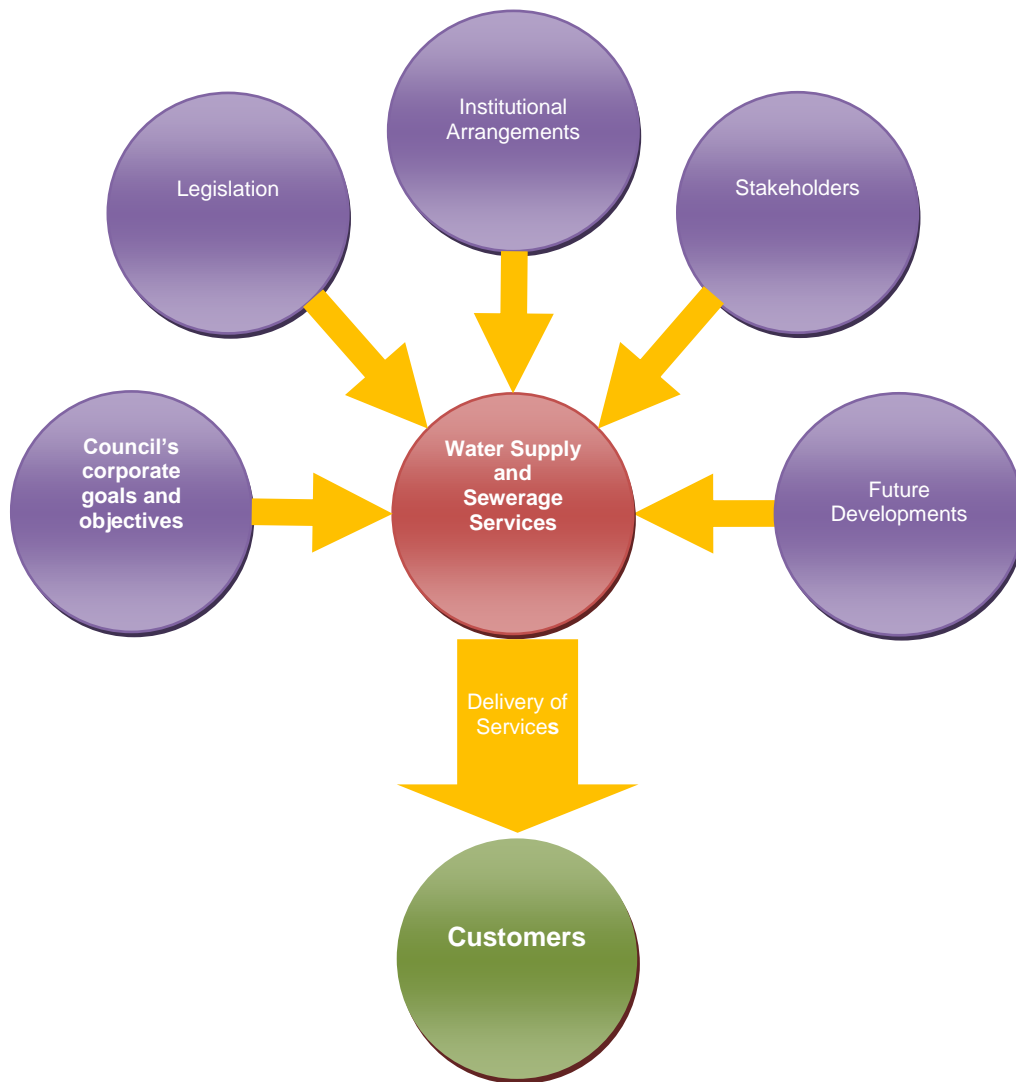 Institutional
Arrangements
Legislation
Stakeholders
Council's
corporate
goals and
objectives
Water Supply
and
Sewerage
Services
Future
Developments
Delivery of
Services
Customers